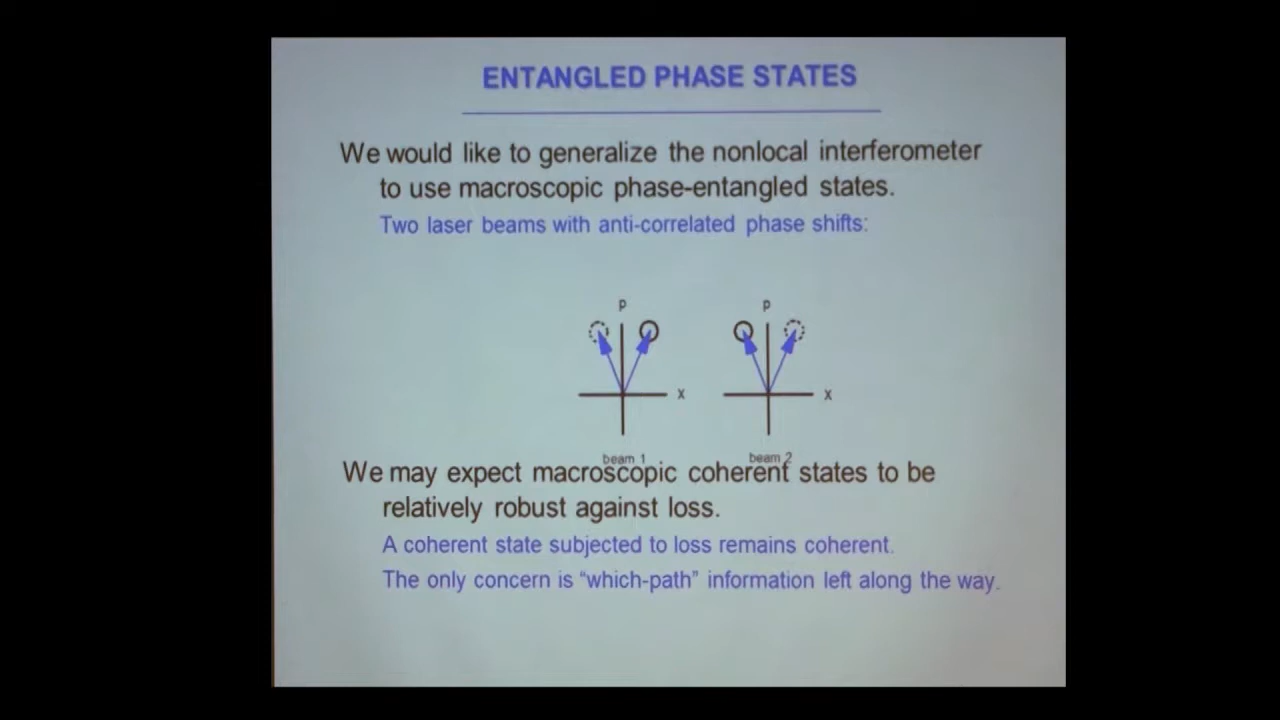 ENTANGLED PHASE STATES
We would like to generalize the nonlocal interferometer
to use macroscopic phase-entangled states.
Two laser beams with anti-correlated phase shifts:
p
p
x
x
beam 1
beam 2
We may expect macroscopic coherent states to be
relatively robust against loss.
A coherent state subjected to loss remains coherent.
The only concern is “which-path” information left along the way.